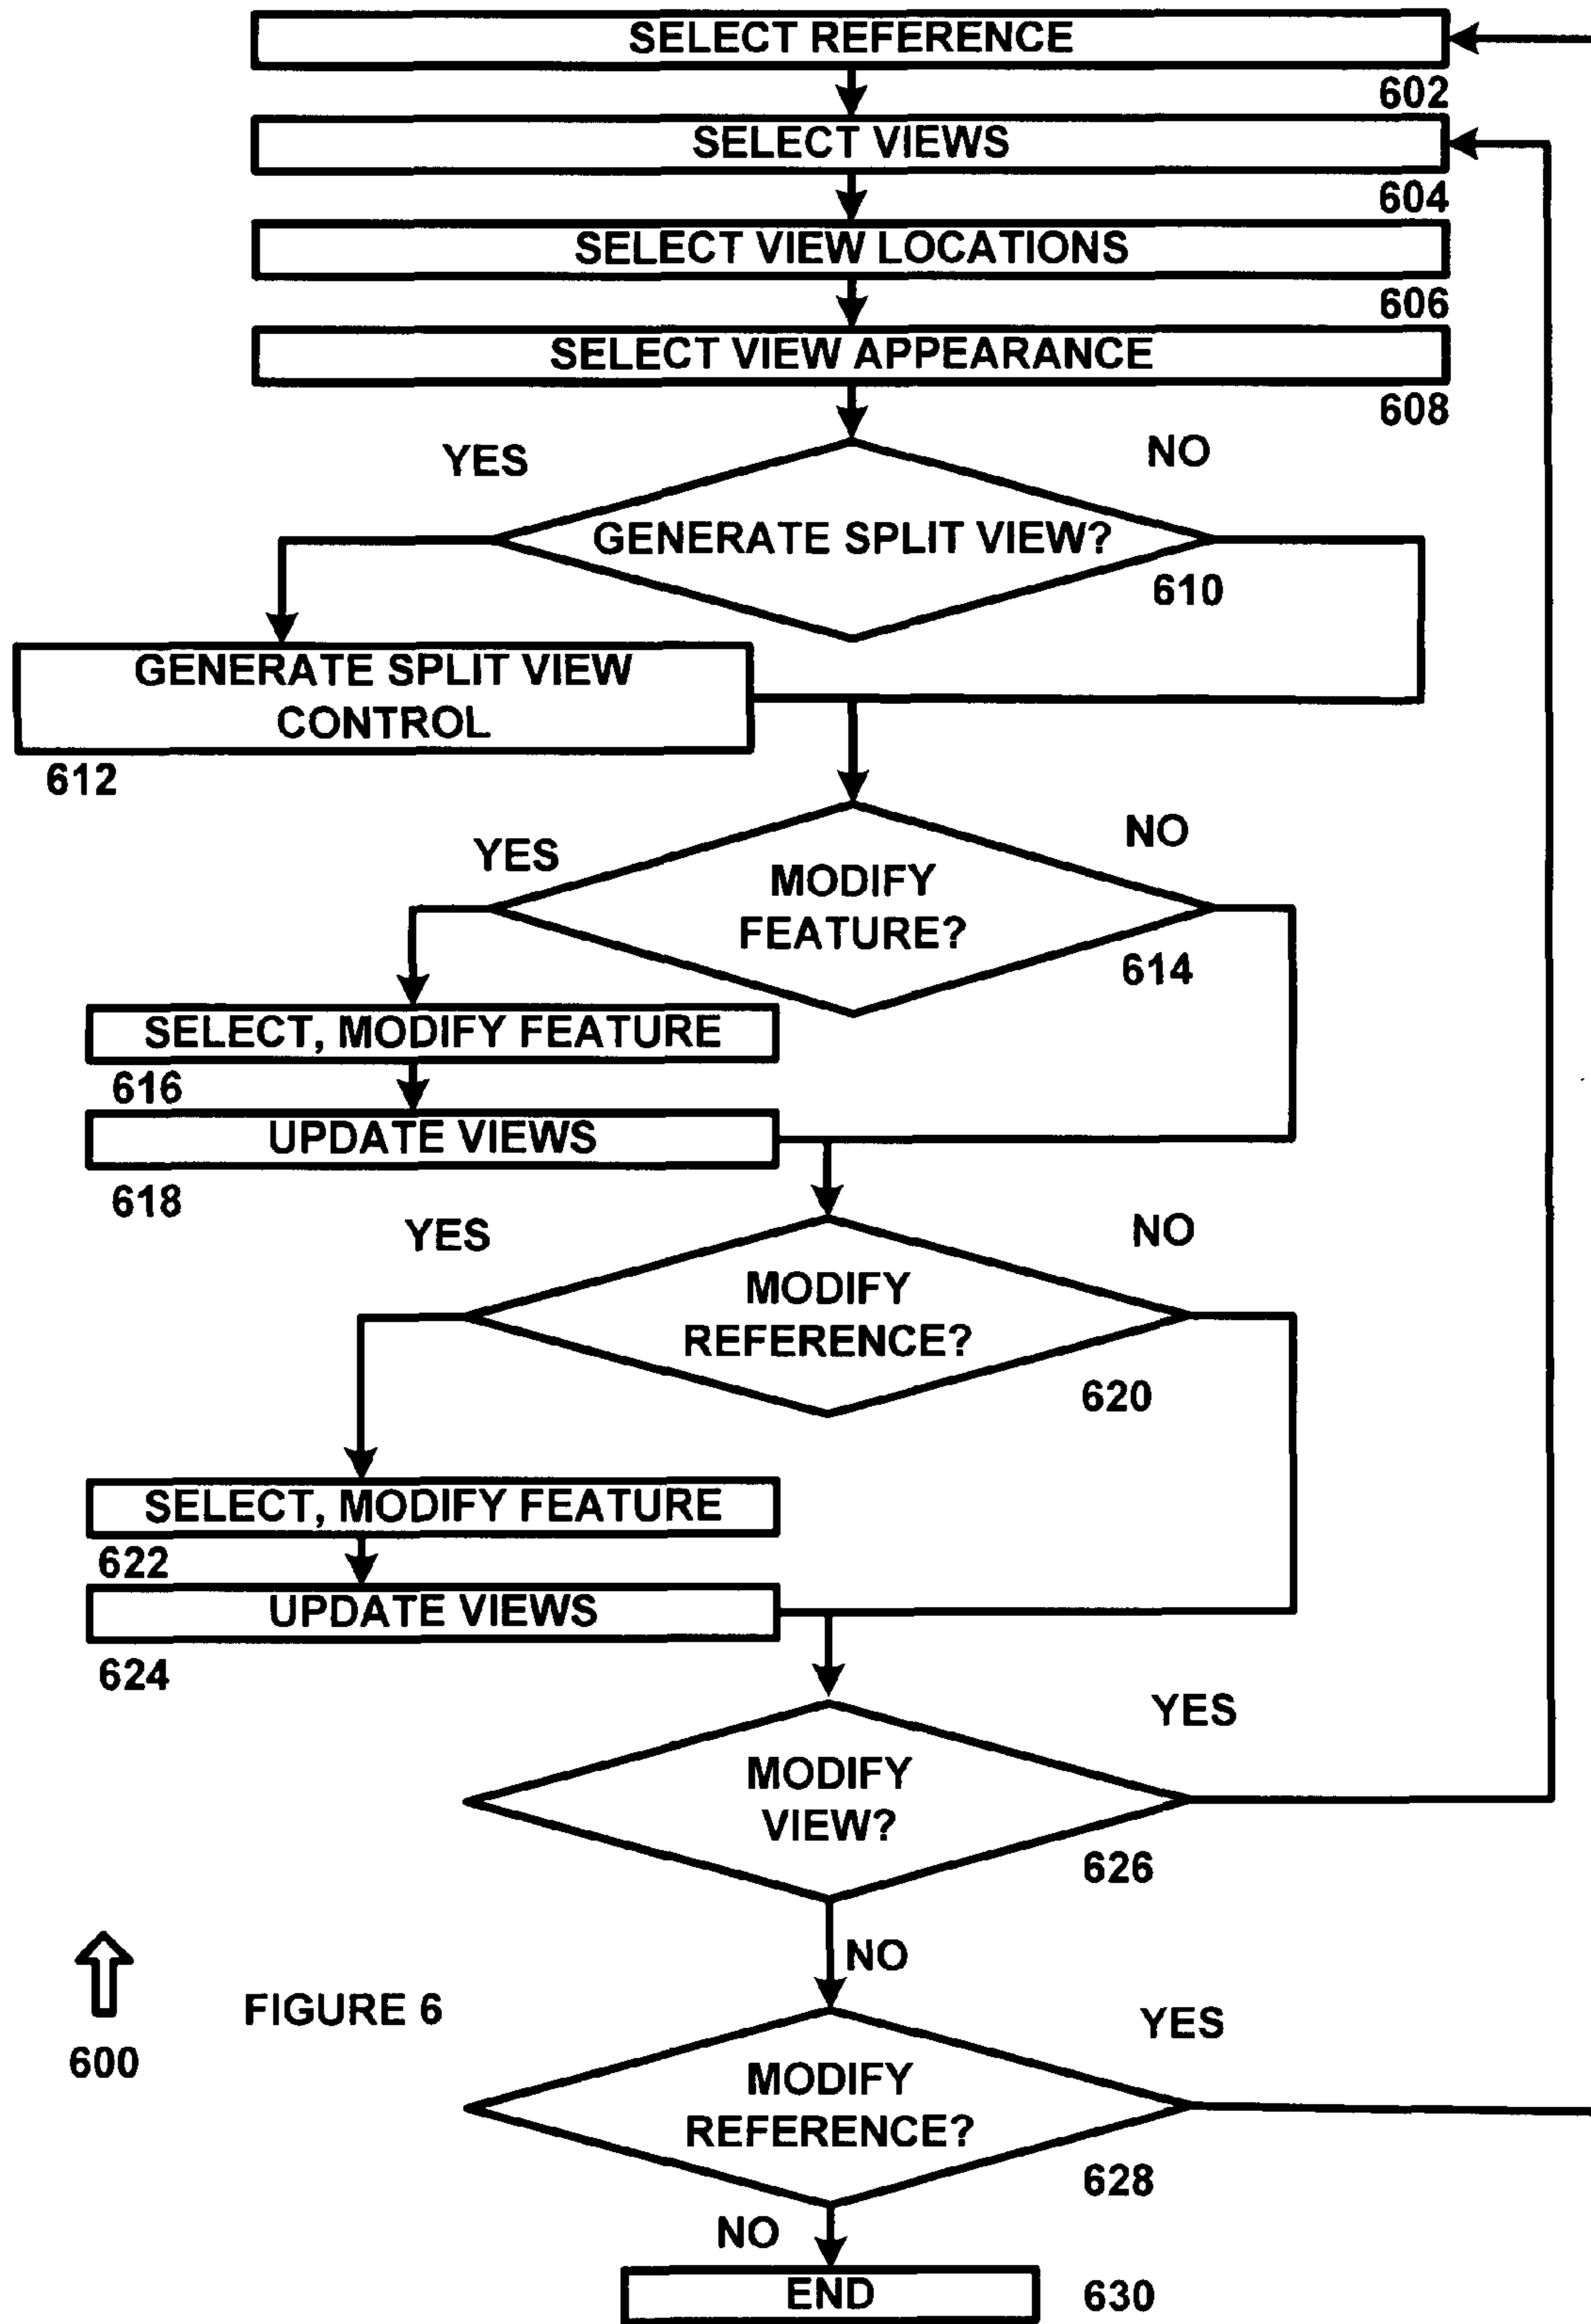 SELECT REFERENCE
602
SELECT VIEWS
604
SELECT VIEW LOCATIONS
606
SELECT VIEW APPEARANCE
608
YES
NO
GENERATE SPLIT VIEW?
610
GENERATE SPLIT VIEW
CONTROL
612
YES
NO
MODIFY
FEATURE?
614
SELECT, MODIFY FEATURE
616
UPDATE VIEWS
618
YES
NO
MODIFY
REFERENCE?
620
SELECT, MODIFY FEATURE
622
UPDATE VIEWS
624
YES
MODIFY
VIEW?
626
NO
FIGURE 6
600
YES
MODIFY
REFERENCE?
628
NO
END
630